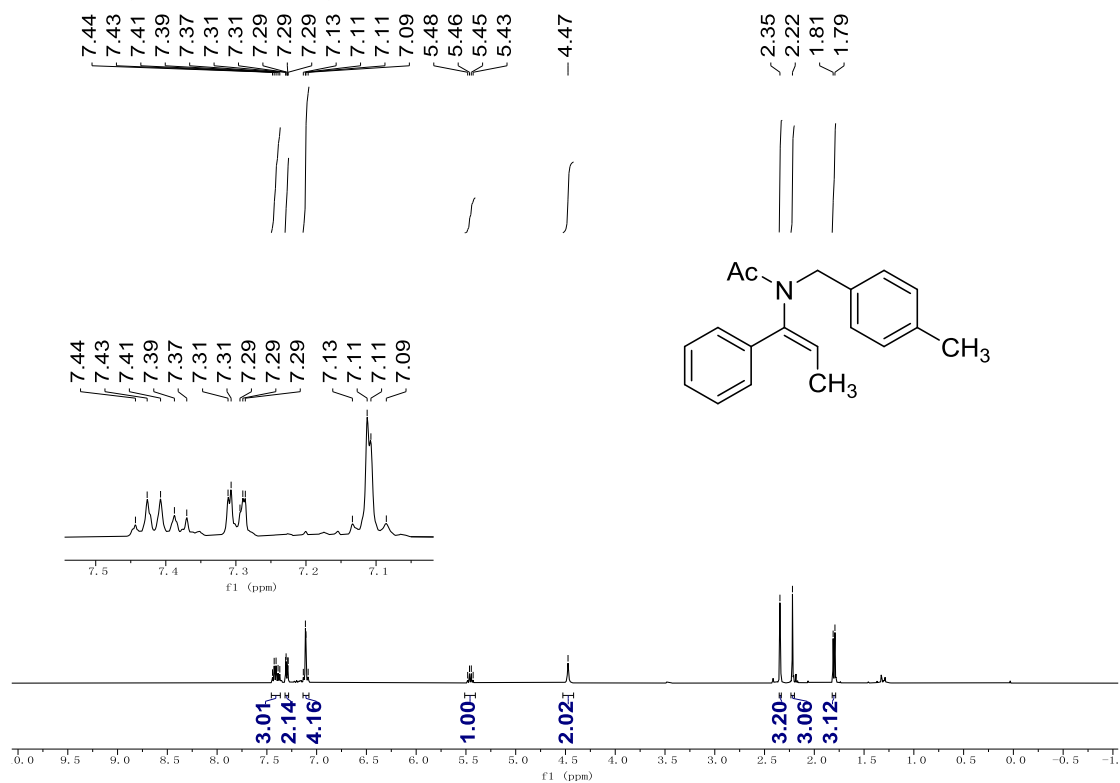 7.44 7.43 7.41 7.39 7.37 7.31 7.31 7.29 7.29 7.29 7.13 7.11 7.11 7.09 5.48 5.46 5.45 5.43 4.47 2.35 2.22 1.81 1.79
Ac
N
CH3
CH3
7.44 7.43 7.41 7.39 7.37 7.31 7.31 7.29 7.29 7.29 7.13 7.11 7.11 7.09
7.5 7.4 7.3 7.2 7.1
f1 (ppm)
3.01 2.14 4.16 1.00 2.02 3.20 3.06 3.12
.0.0 9.5 9.0 8.5 8.0 7.5 7.0 6.5 6.0 5.5 5.0 4.5 4.0 3.5 3.0 2.5 2.0 1.5 1.0 0.5 0.0 -0.5 -1.
f1 (ppm)